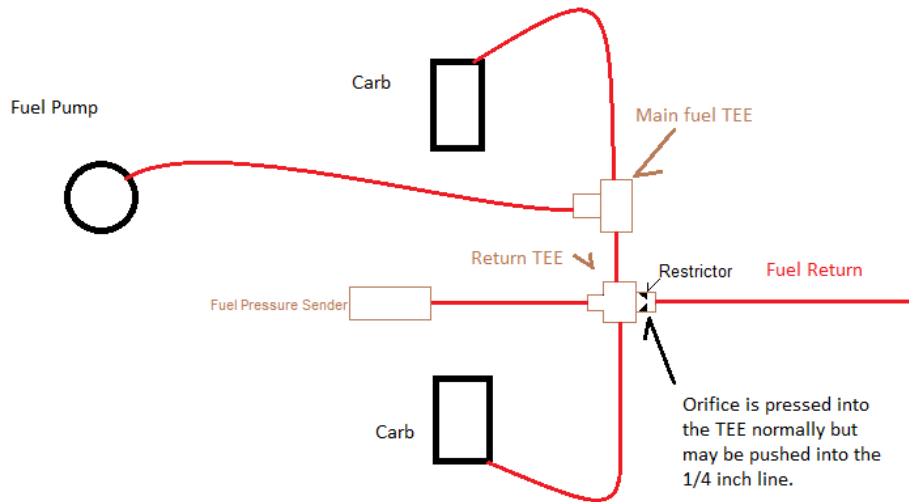 Carb
Fuel Pump
Main fuel TEE
Return TEE
Restrictor
Fuel Return
Fuel Pressure Sender
Carb
Orifice is pressed into
the TEE normally but
may be pushed into the
1/4 inch line.